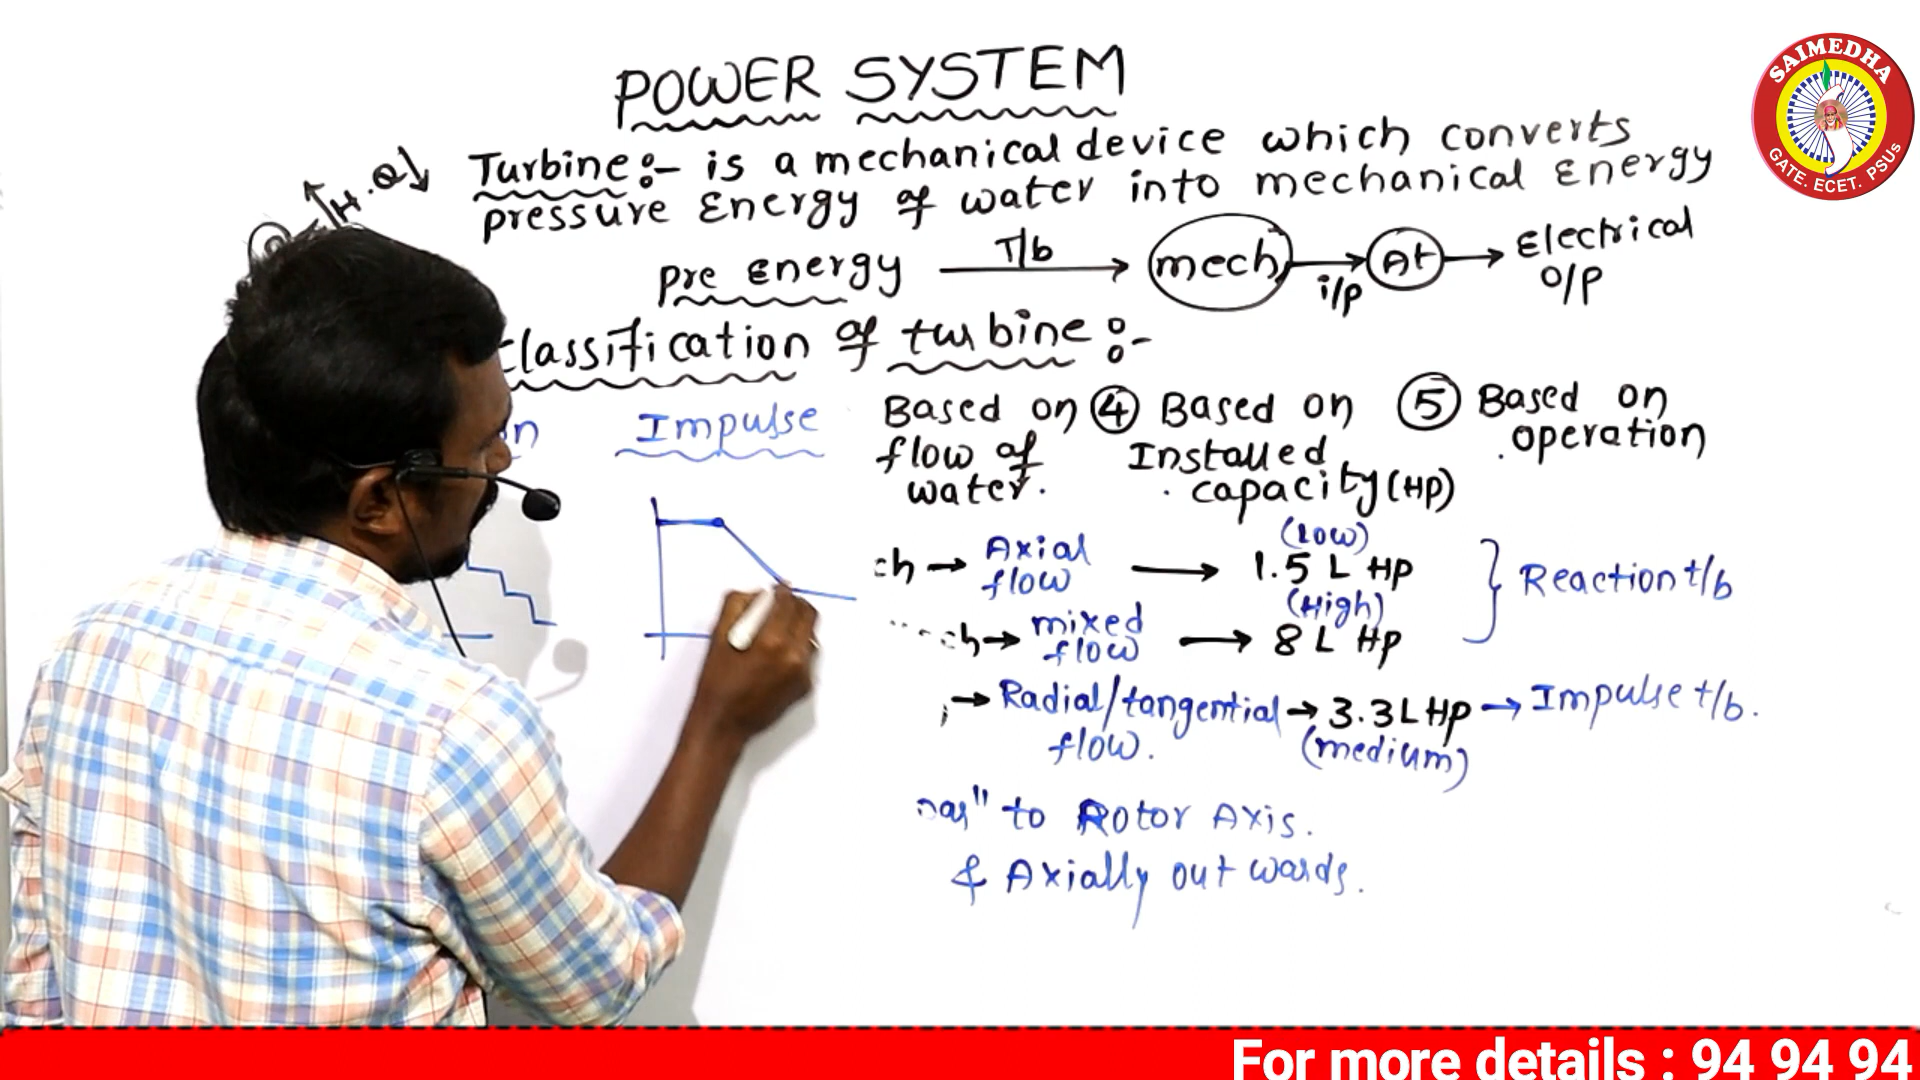 POWER SYSTEM
SAIMEDHA
GATE. ECET. PSUs
Turbine:- is a mechanical device which converts
pressure Energy of water into mechanical Energy
Pre Energy T/b mech i/p At Electrical
O/P
classification of turbine :-
Impulse
Based on
flow of
water.
④ Based on
Installed
capacity (HP)
⑤ Based on
operation
Axial
flow
(Low)
1.5 L HP
(High)
mixed
flow
8 L HP
Reaction t/b
Radial/tangential
flow.
3.3 L HP
(medium)
Impulse t/b.
to Rotor Axis.
& Axially out wards.
For more details : 94 94 94